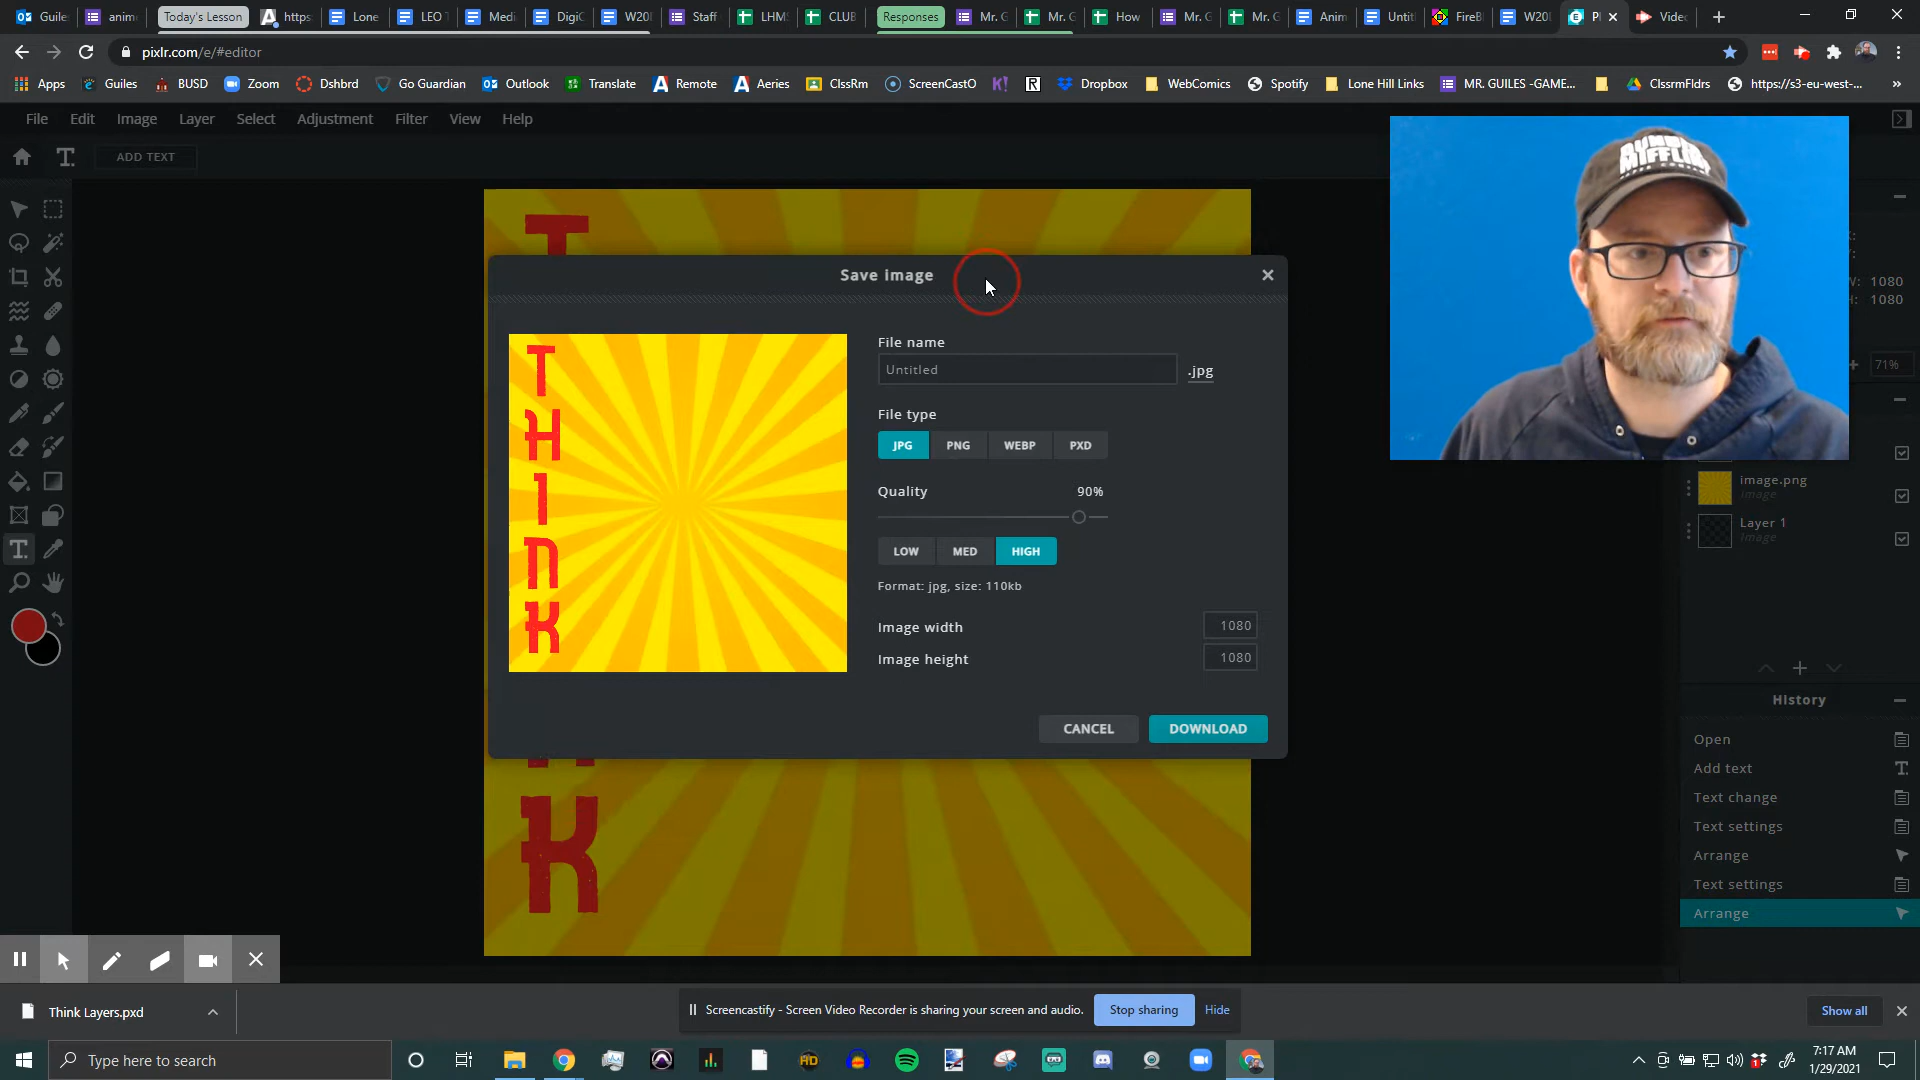 Guile
anim
Today's Lesson
https
Lone
LEO T
Medi
DigiC
W20
Staff
LHM
CLUB
Responses
Mr. G
Mr. G
How
Mr. G
Mr. G
Anim
Untit
FireB
W20
Video
pixlr.com/e/#editor
Apps
Guiles
BUSD
Zoom
Dshbrd
Go Guardian
Outlook
Translate
Remote
Aeries
ClssRm
ScreenCastO
K!
R
Dropbox
WebComics
Spotify
Lone Hill Links
MR. GUILES -GAME...
ClssrmFldrs
https://s3-eu-west-...
»
File Edit Image Layer Select Adjustment Filter View Help
T. ADD TEXT
DUNDER
MIFFLIN
Save image
File name
Untitled .jpg
File type
JPG PNG WEBP PXD
Quality 90%
LOW MED HIGH
Format: jpg, size: 110kb
Image width 1080
Image height 1080
CANCEL DOWNLOAD
T
H
I
N
K
T
K
X:
Y:
W: 1080
H: 1080
71%
image.png
Image
Layer 1
Image
History
Open
Add text
Text change
Text settings
Arrange
Text settings
Arrange
Think Layers.pxd
Screencastify - Screen Video Recorder is sharing your screen and audio.
Stop sharing
Hide
Show all
Type here to search
7:17 AM
1/29/2021